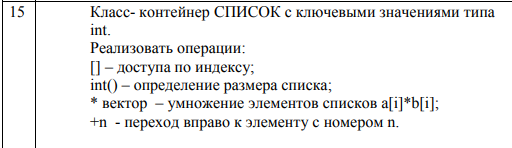 15 Класс- контейнер СПИСОК с ключевыми значениями типа
int.
Реализовать операции:
[] – доступа по индексу;
int() – определение размера списка;
* вектор – умножение элементов списков a[i]*b[i];
+n - переход вправо к элементу с номером n.